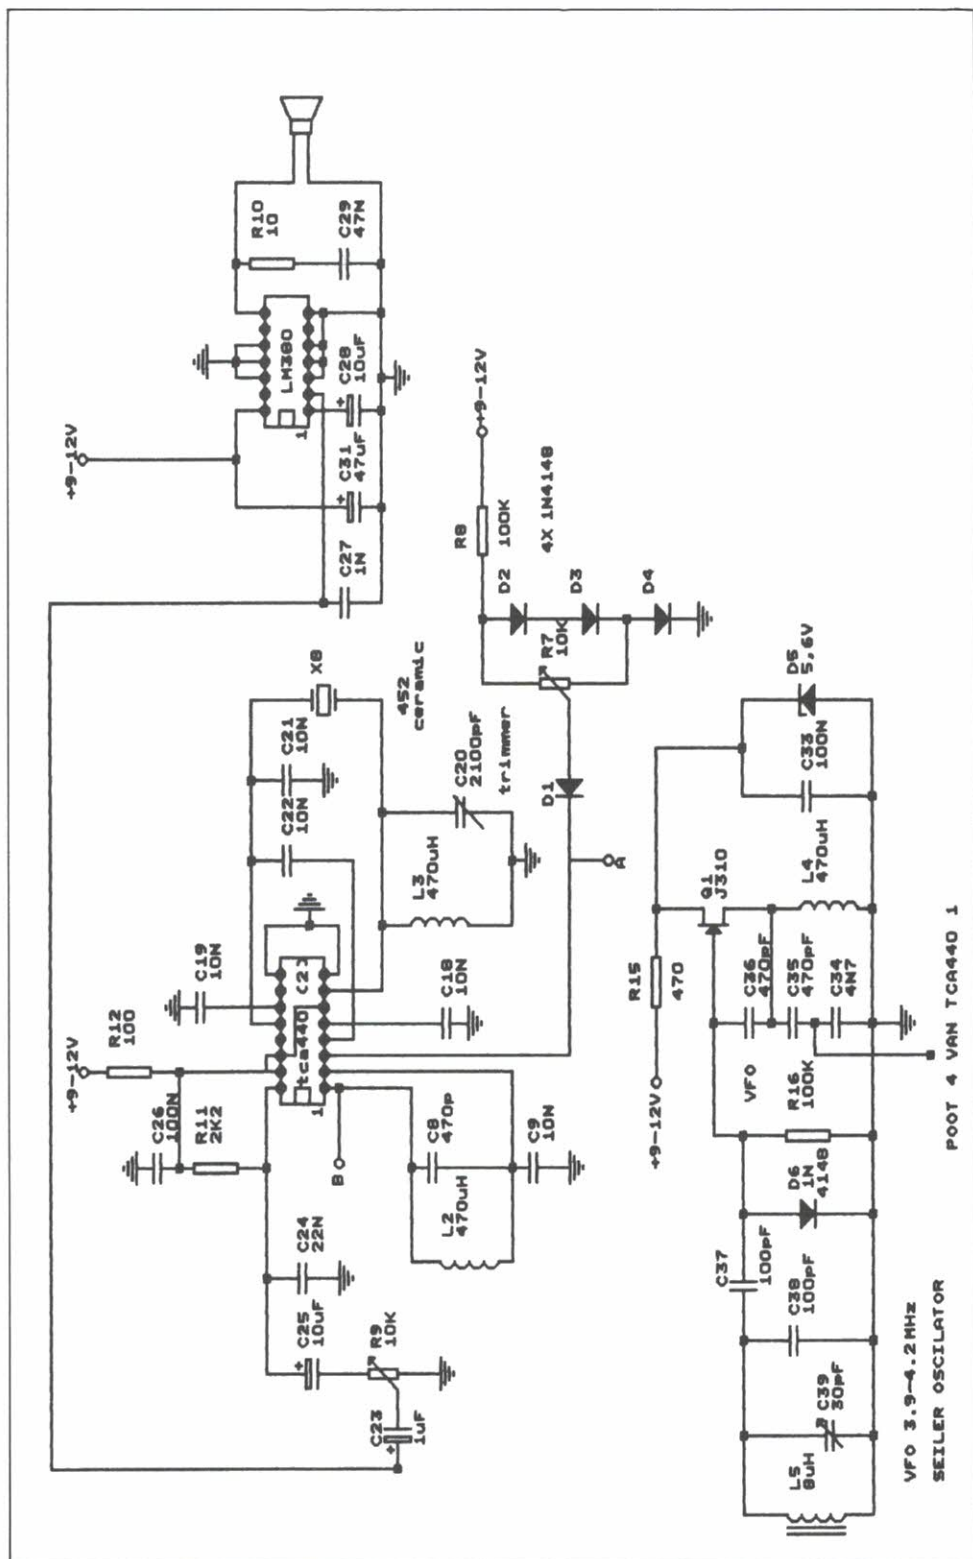 +9-12V
R10
10
C29
47N
LM380
1
C28
10uF
C31
47uF
C27
1N
+9-12V
R8
100K
4X 1N4148
D2
D3
D4
R7
10K
D1
A
X8
452
ceramic
C21
10N
C22
10N
C20
2100pF
trimmer
L3
470uH
C19
10N
C18
10N
tca440
(2)
1
+9-12V
R12
100
C26
100N
R11
2K2
B
C8
470p
C9
10N
L2
470uH
C24
22N
C25
10uF
R9
10K
C23
1uF
D5
5,6V
C33
100N
Q1
J310
L4
470uH
R15
470
+9-12V
C36
470pF
C35
470pF
C34
4N7
VFO
R16
100K
D6
1N
4148
C37
100pF
C38
100pF
C39
30pF
L5
8uH
POOT 4 VAN TCA440 1
VFO 3.9-4.2MHz
SEILER OSCILATOR